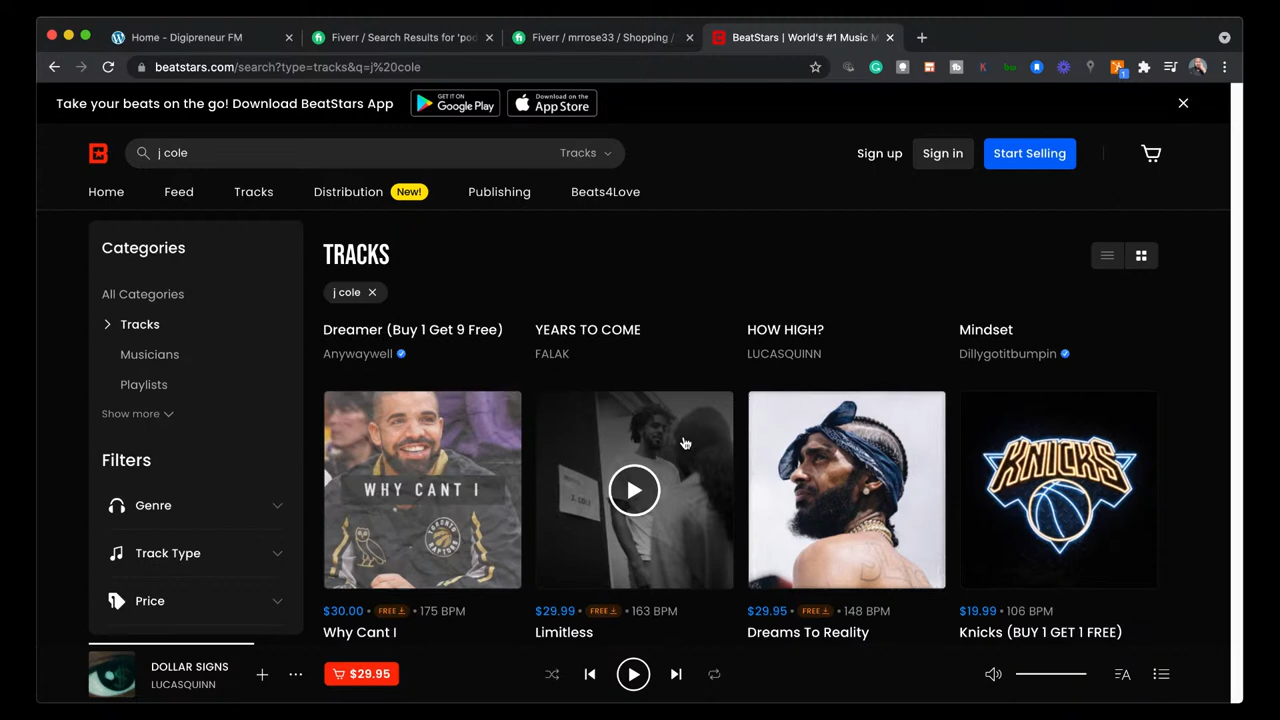 Home - Digipreneur FM
Fiverr / Search Results for 'pod
Fiverr / mrrose33 / Shopping /
BeatStars | World's #1 Music M
beatstars.com/search?type=tracks&q=j%20cole
Take your beats on the go! Download BeatStars App
GET IT ON
Google Play
Download on the
App Store
j cole
Tracks
Sign up
Sign in
Start Selling
Home
Feed
Tracks
Distribution
New!
Publishing
Beats4Love
Categories
All Categories
Tracks
Musicians
Playlists
Show more
Filters
Genre
Track Type
Price
TRACKS
j cole
Dreamer (Buy 1 Get 9 Free)
Anywaywell
YEARS TO COME
FALAK
HOW HIGH?
LUCASQUINN
Mindset
Dillygotitbumpin
WHY CANT I
KNICKS
$30.00 • FREE • 175 BPM
Why Cant I
$29.99 • FREE • 163 BPM
Limitless
$29.95 • FREE • 148 BPM
Dreams To Reality
$19.99 • 106 BPM
Knicks (BUY 1 GET 1 FREE)
DOLLAR SIGNS
LUCASQUINN
$29.95